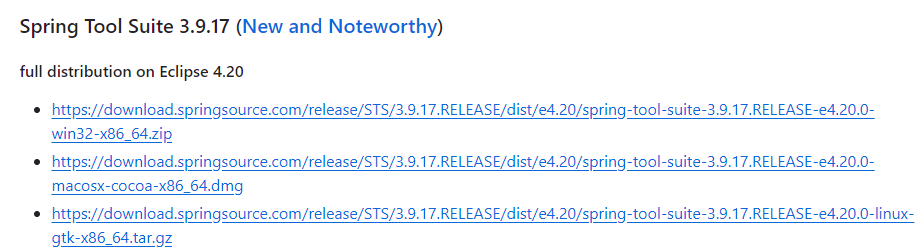 Spring Tool Suite 3.9.17 (New and Noteworthy)
full distribution on Eclipse 4.20
https://download.springsource.com/release/STS/3.9.17.RELEASE/dist/e4.20/spring-tool-suite-3.9.17.RELEASE-e4.20.0-
win32-x86_64.zip
https://download.springsource.com/release/STS/3.9.17.RELEASE/dist/e4.20/spring-tool-suite-3.9.17.RELEASE-e4.20.0-
macosx-cocoa-x86_64.dmg
https://download.springsource.com/release/STS/3.9.17.RELEASE/dist/e4.20/spring-tool-suite-3.9.17.RELEASE-e4.20.0-linux-
gtk-x86_64.tar.gz